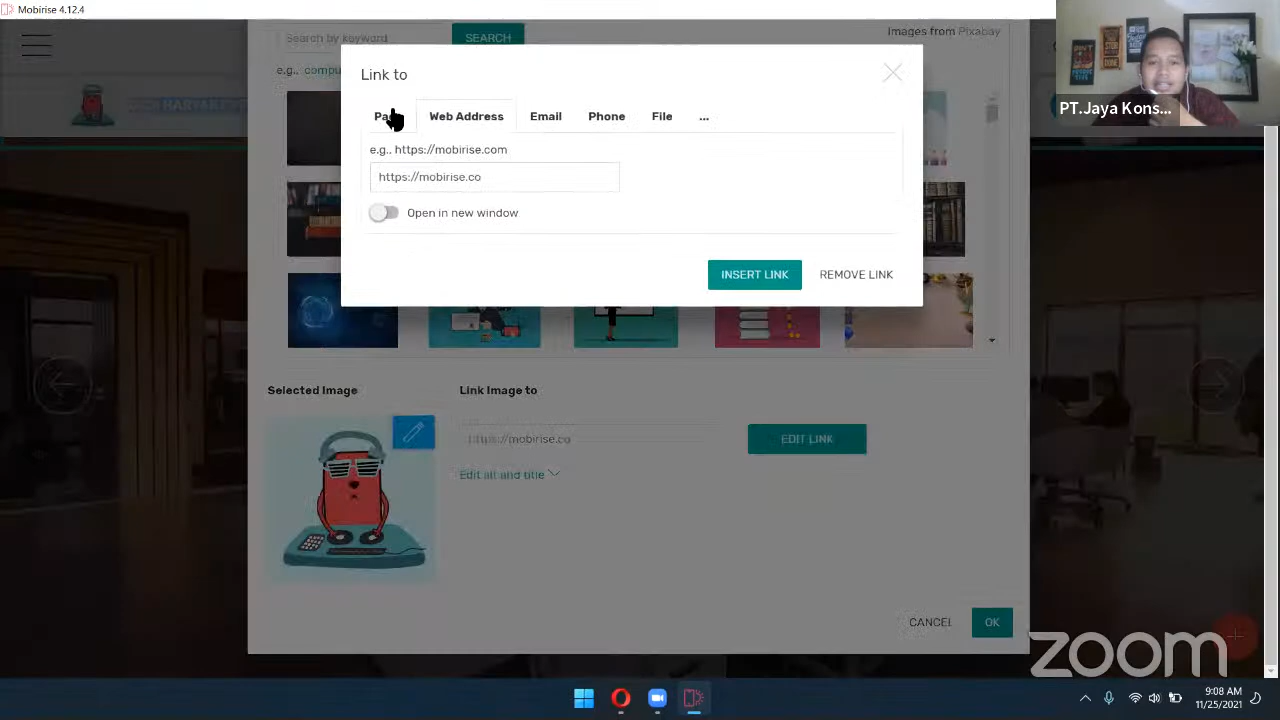 Mobirise 4.12.4
Search by keyword
SEARCH
Images from Pixabay
e.g., compu
Link to
Web Address
Email
Phone
File
...
e.g., https://mobirise.com
https://mobirise.co
Open in new window
INSERT LINK
REMOVE LINK
PT.Jaya Kons...
Selected Image
Link Image to
https://mobirise.co
EDIT LINK
Edit alt and title
CANCEL
OK
zoom
9:08 AM
11/25/2021